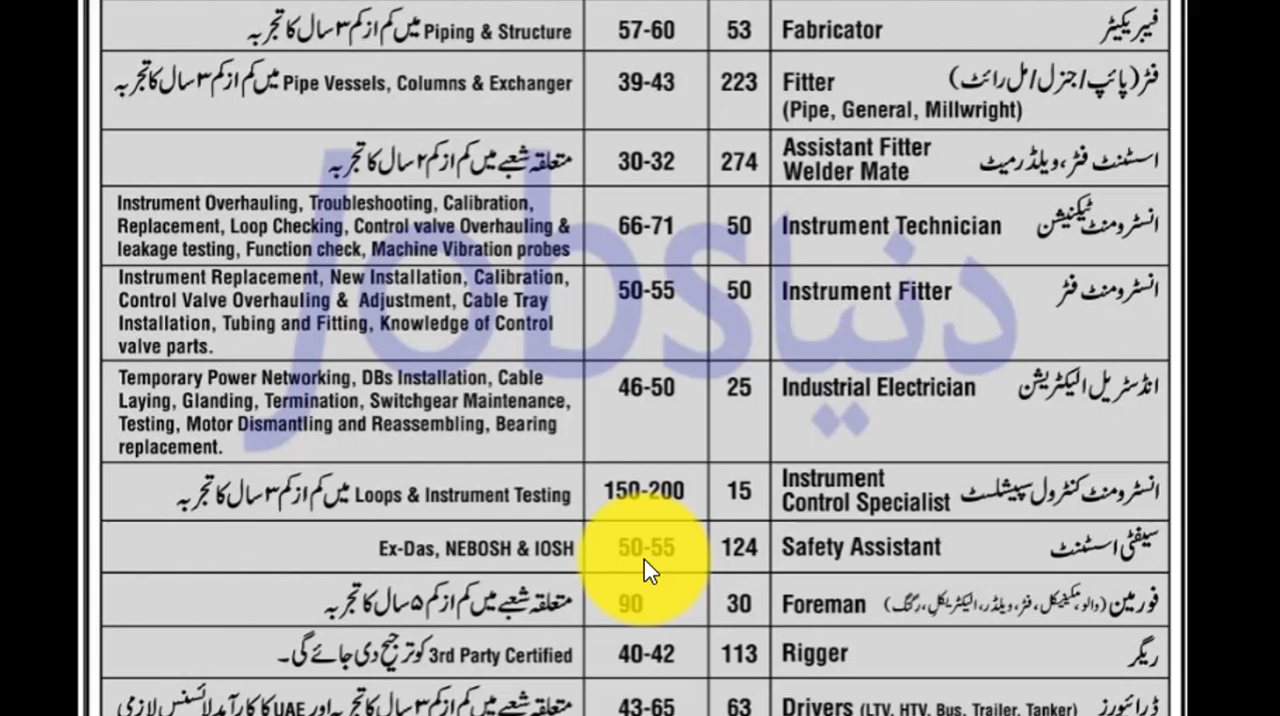 فیبریکیٹر Fabricator 53 57-60 Piping & Structure میں کم از کم ۳ سال کا تجربہ
فٹر (پائپ/جنرل/مل رائٹ) Fitter 223 39-43 Pipe Vessels, Columns & Exchanger میں کم از کم ۳ سال کا تجربہ
(Pipe, General, Millwright)
اسسٹنٹ فٹر، ویلڈر میٹ Assistant Fitter
Welder Mate 274 30-32 متعلقہ شعبے میں کم از کم ۲ سال کا تجربہ
انسٹرومنٹ ٹیکنیشن Instrument Technician 50 66-71
Instrument Overhauling, Troubleshooting, Calibration,
Replacement, Loop Checking, Control valve Overhauling &
leakage testing, Function check, Machine Vibration probes
انسٹرومنٹ فٹر Instrument Fitter 50 50-55
Instrument Replacement, New Installation, Calibration,
Control Valve Overhauling & Adjustment, Cable Tray
Installation, Tubing and Fitting, Knowledge of Control
valve parts.
انڈسٹریل الیکٹریشن Industrial Electrician 25 46-50
Temporary Power Networking, DBs Installation, Cable
Laying, Glanding, Termination, Switchgear Maintenance,
Testing, Motor Dismantling and Reassembling, Bearing
replacement.
انسٹرومنٹ کنٹرول سپیشلسٹ Instrument
Control Specialist 15 150-200 Loops & Instrument Testing میں کم از کم ۳ سال کا تجربہ
سیفٹی اسسٹنٹ Safety Assistant 124 50-55 Ex-Das, NEBOSH & IOSH
فورمین (والو، مکینیکل، فٹر، ویلڈر، الیکٹریکل، رگنگ) Foreman 30 90 متعلقہ شعبے میں کم از کم ۵ سال کا تجربہ
ریگر Rigger 113 40-42 3rd Party Certified کو ترجیح دی جائے گی۔
ڈرائیورز Drivers (LTV, HTV, Bus, Trailer, Tanker) 63 43-65 متعلقہ شعبے میں کم از کم ۳ سال کا تجربہ اور UAE کا کارآمد لائسنس لازمی
Jobs دنیا